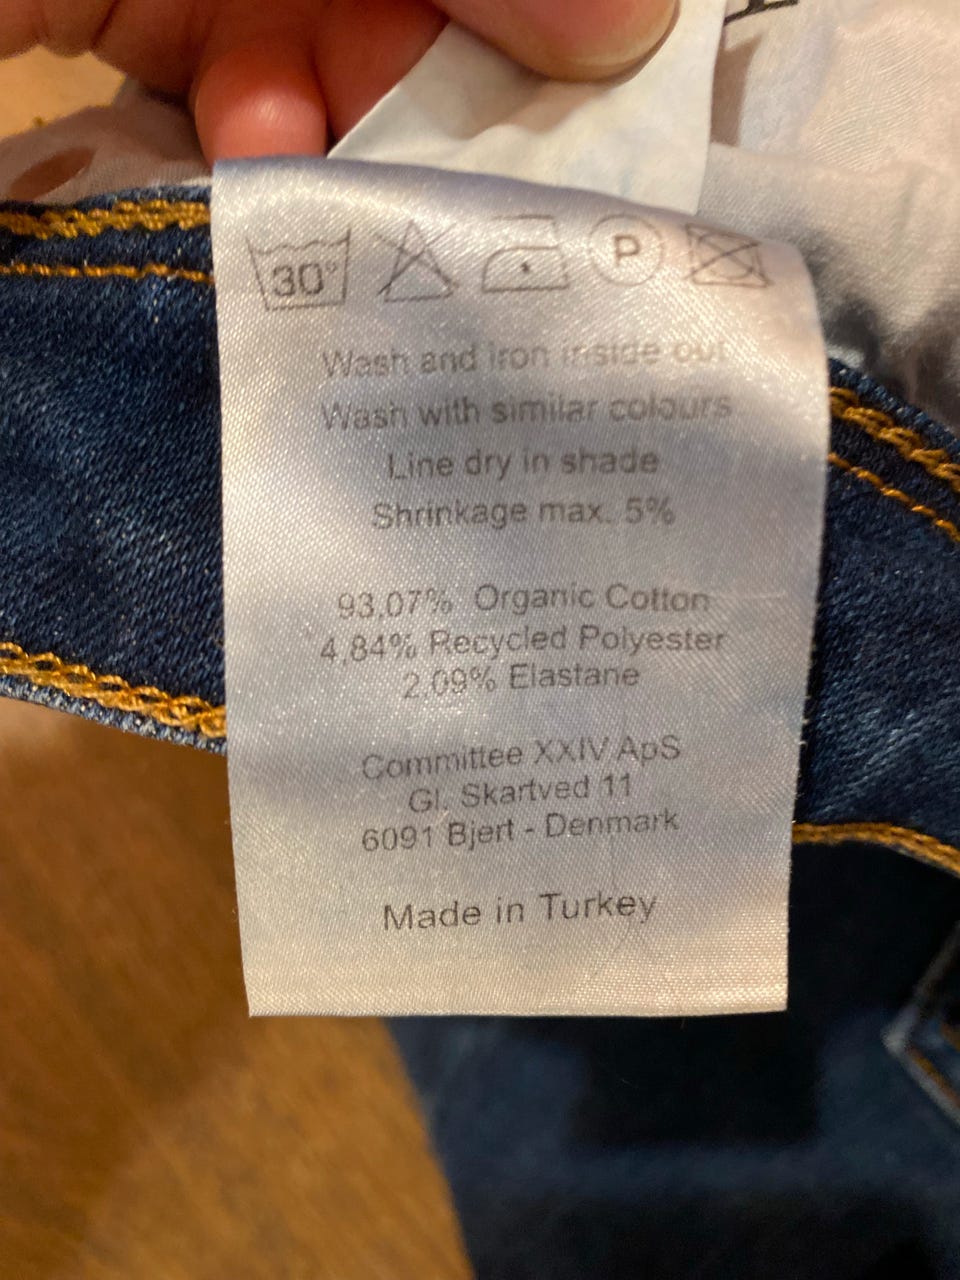 30°
P
Wash and iron inside out
Wash with similar colours
Line dry in shade
Shrinkage max. 5%
93,07% Organic Cotton
4,84% Recycled Polyester
2,09% Elastane
Committee XXIV ApS
Gl. Skartved 11
6091 Bjert - Denmark
Made in Turkey